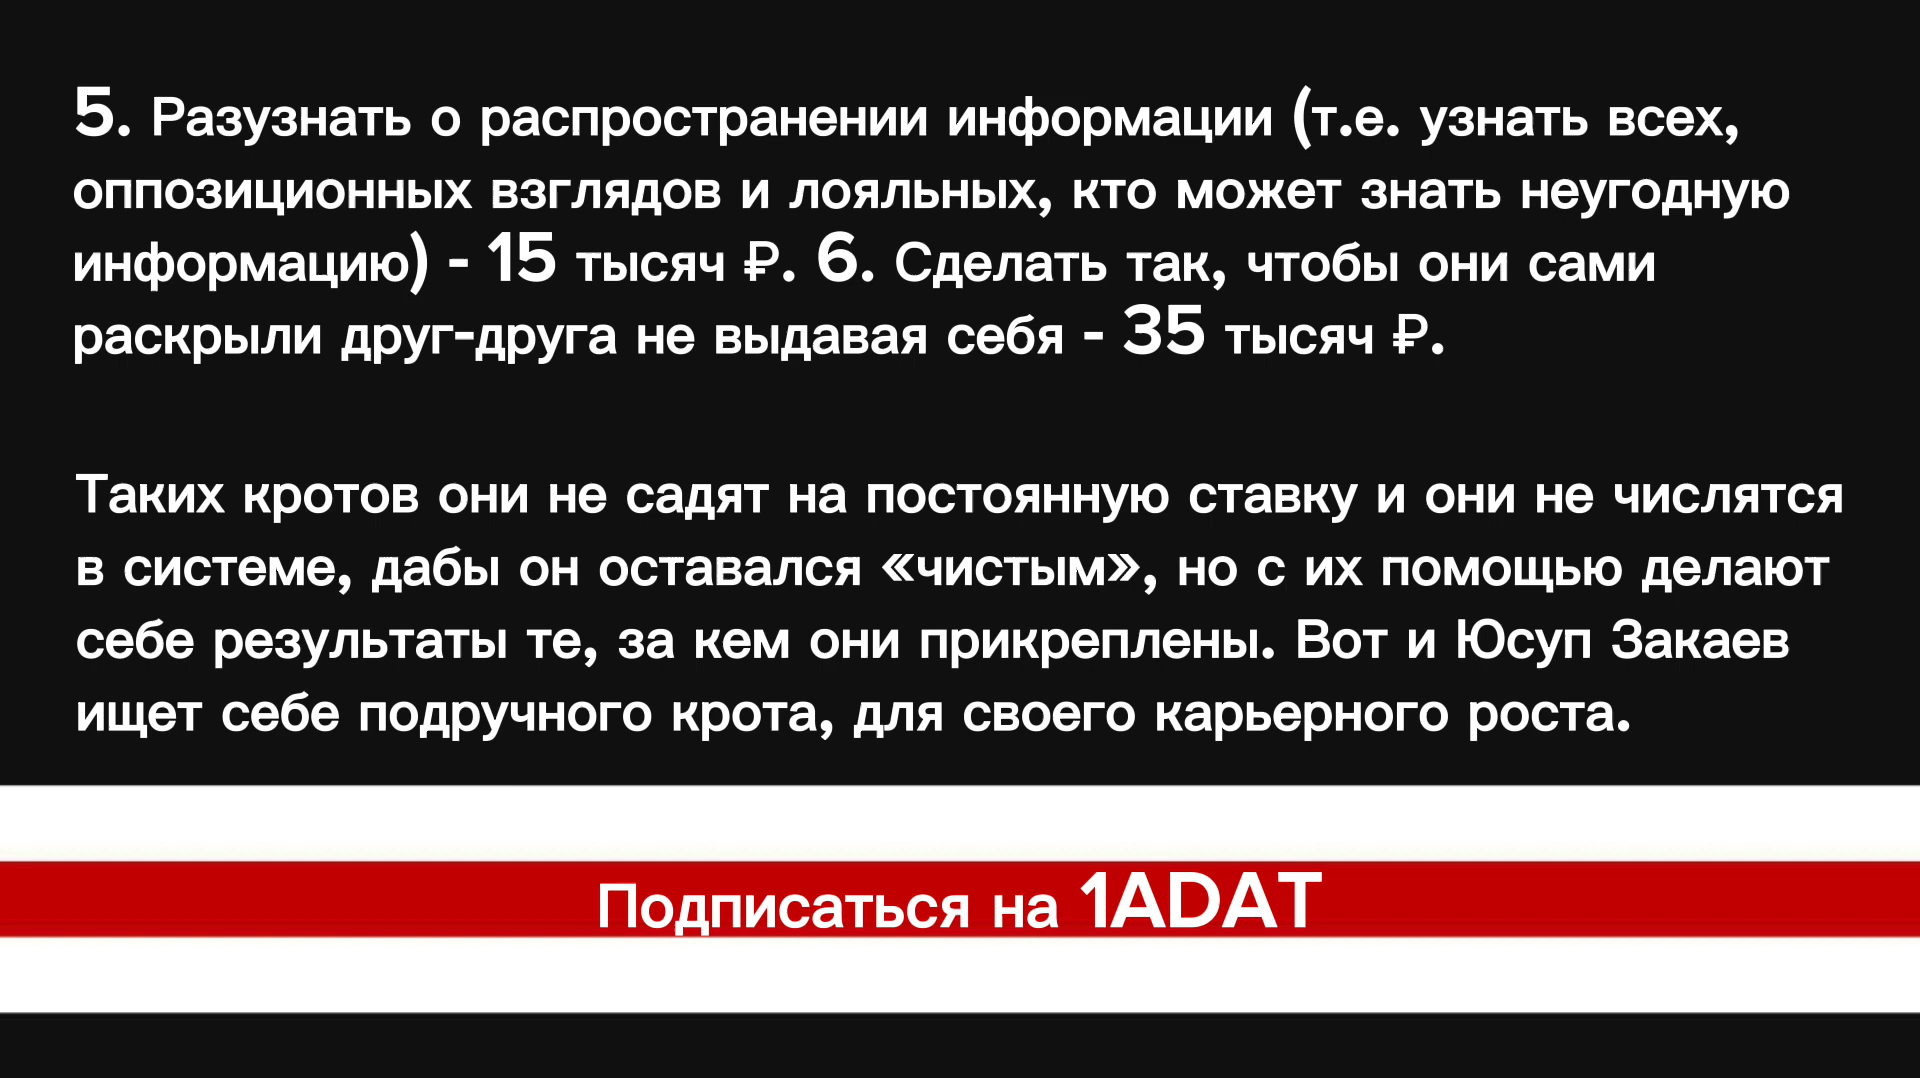 5. Разузнать о распространении информации (т.е. узнать всех,
оппозиционных взглядов и лояльных, кто может знать неугодную
информацию) - 15 тысяч ₽. 6. Сделать так, чтобы они сами
раскрыли друг-друга не выдавая себя - 35 тысяч ₽.
Таких кротов они не садят на постоянную ставку и они не числятся
в системе, дабы он оставался «чистым», но с их помощью делают
себе результаты те, за кем они прикреплены. Вот и Юсуп Закаев
ищет себе подручного крота, для своего карьерного роста.
Подписаться на 1ADAT